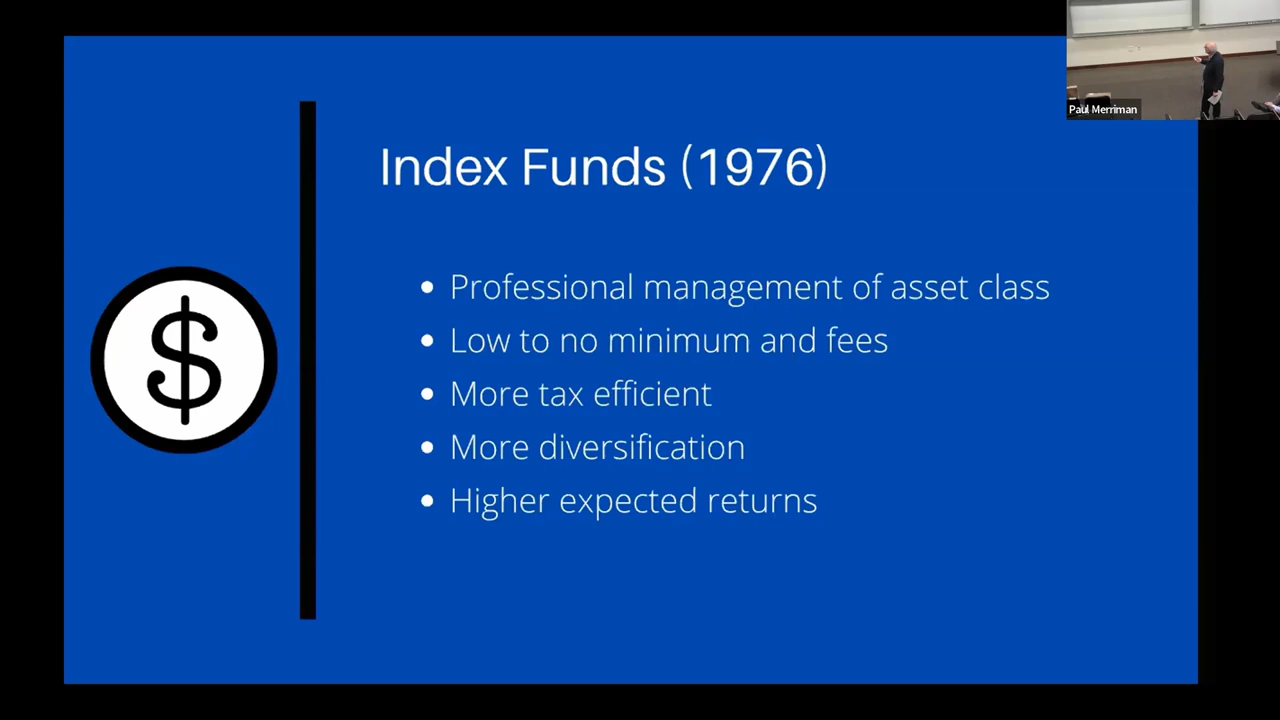 Paul Merriman
Index Funds (1976)
• Professional management of asset class
• Low to no minimum and fees
• More tax efficient
• More diversification
• Higher expected returns
$